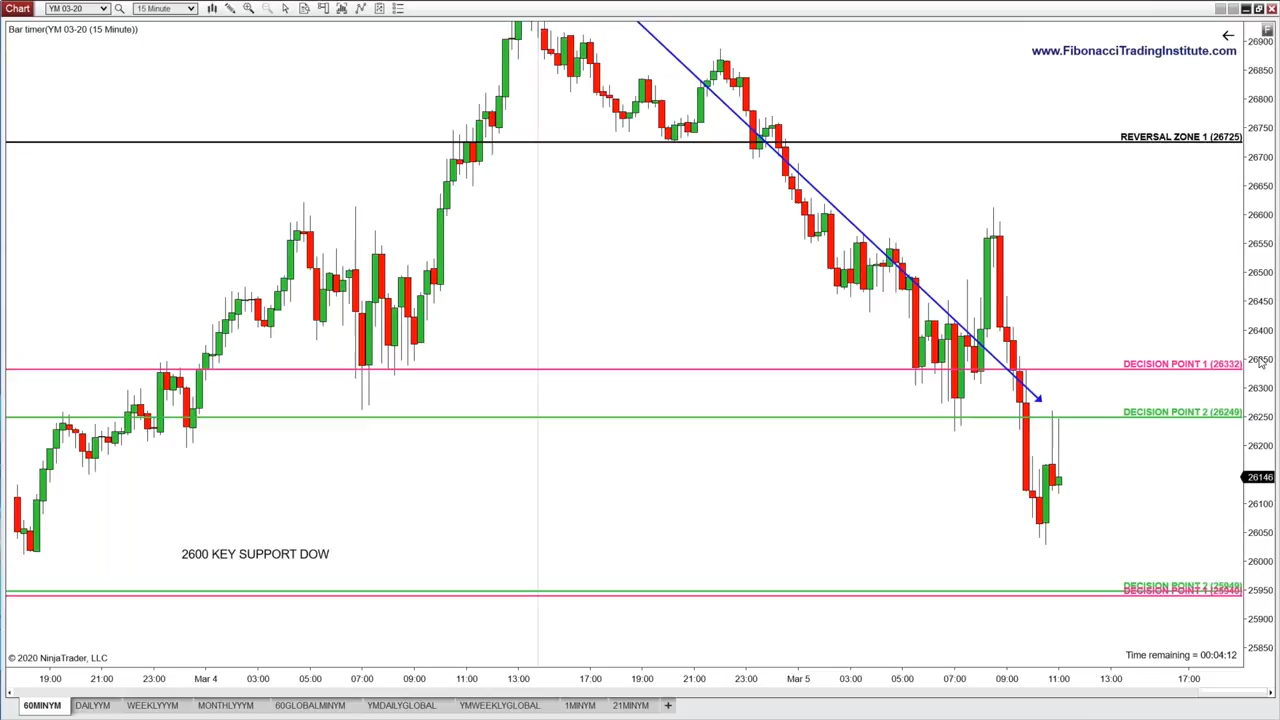 Chart YM 03-20 15 Minute
Bar timer(YM 03-20 (15 Minute))
F
www.FibonacciTradingInstitute.com
26900
26850
26800
26750
REVERSAL ZONE 1 (26725)
26700
26650
26600
26550
26500
26450
26400
26350
DECISION POINT 1 (26332)
26300
DECISION POINT 2 (26249)
26250
26200
26146
26100
26050
2600 KEY SUPPORT DOW
26000
DECISION POINT 2 (25949)
DECISION POINT 1 (25940)
25950
25900
25850
© 2020 NinjaTrader, LLC
Time remaining = 00:04:12
19:00 21:00 23:00 Mar 4 03:00 05:00 07:00 09:00 11:00 13:00 17:00 19:00 21:00 23:00 Mar 5 03:00 05:00 07:00 09:00 11:00 13:00 17:00
60MINYM DAILYYM WEEKLYYYM MONTHLYYYM 60GLOBALMINYM YMDAILYGLOBAL YMWEEKLYGLOBAL 1MINYM 21MINYM +